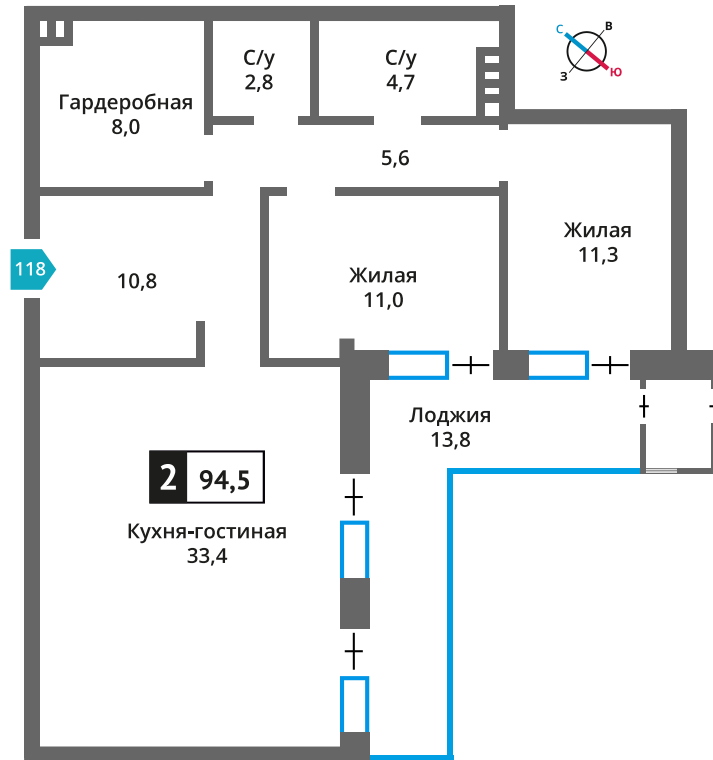 С
В
З
Ю
С/у
2,8
С/у
4,7
Гардеробная
8,0
5,6
Жилая
11,3
118
10,8
Жилая
11,0
Лоджия
13,8
2 94,5
Кухня-гостиная
33,4